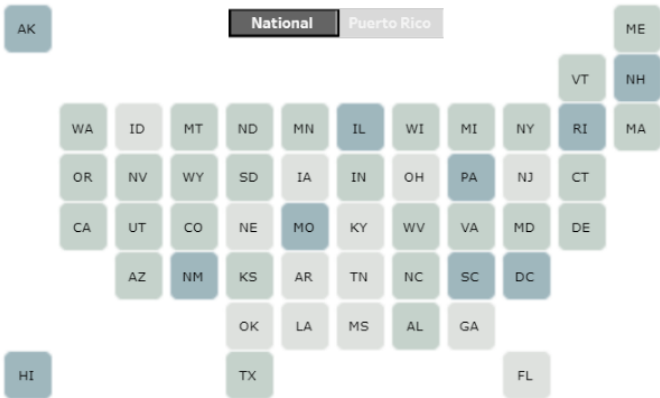 AK National Puerto Rico ME
VT NH
WA ID MT ND MN IL WI MI NY RI MA
OR NV WY SD IA IN OH PA NJ CT
CA UT CO NE MO KY WV VA MD DE
AZ NM KS AR TN NC SC DC
OK LA MS AL GA
HI TX FL